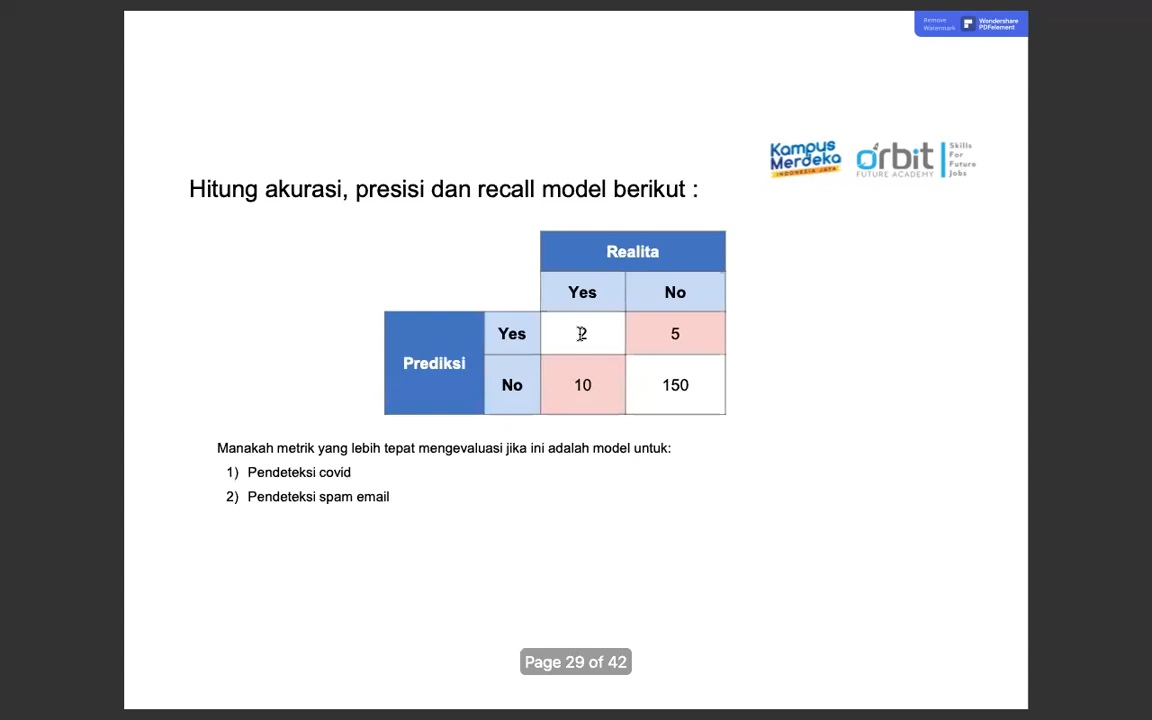 Remove
Watermark
Wondershare
PDFelement
Kampus
Merdeka
INDONESIA JAYA
orbit
FUTURE ACADEMY
Skills
For
Future
Jobs
Hitung akurasi, presisi dan recall model berikut :
Realita
Yes No
Prediksi
Yes 2 5
No 10 150
Manakah metrik yang lebih tepat mengevaluasi jika ini adalah model untuk:
1) Pendeteksi covid
2) Pendeteksi spam email
Page 29 of 42